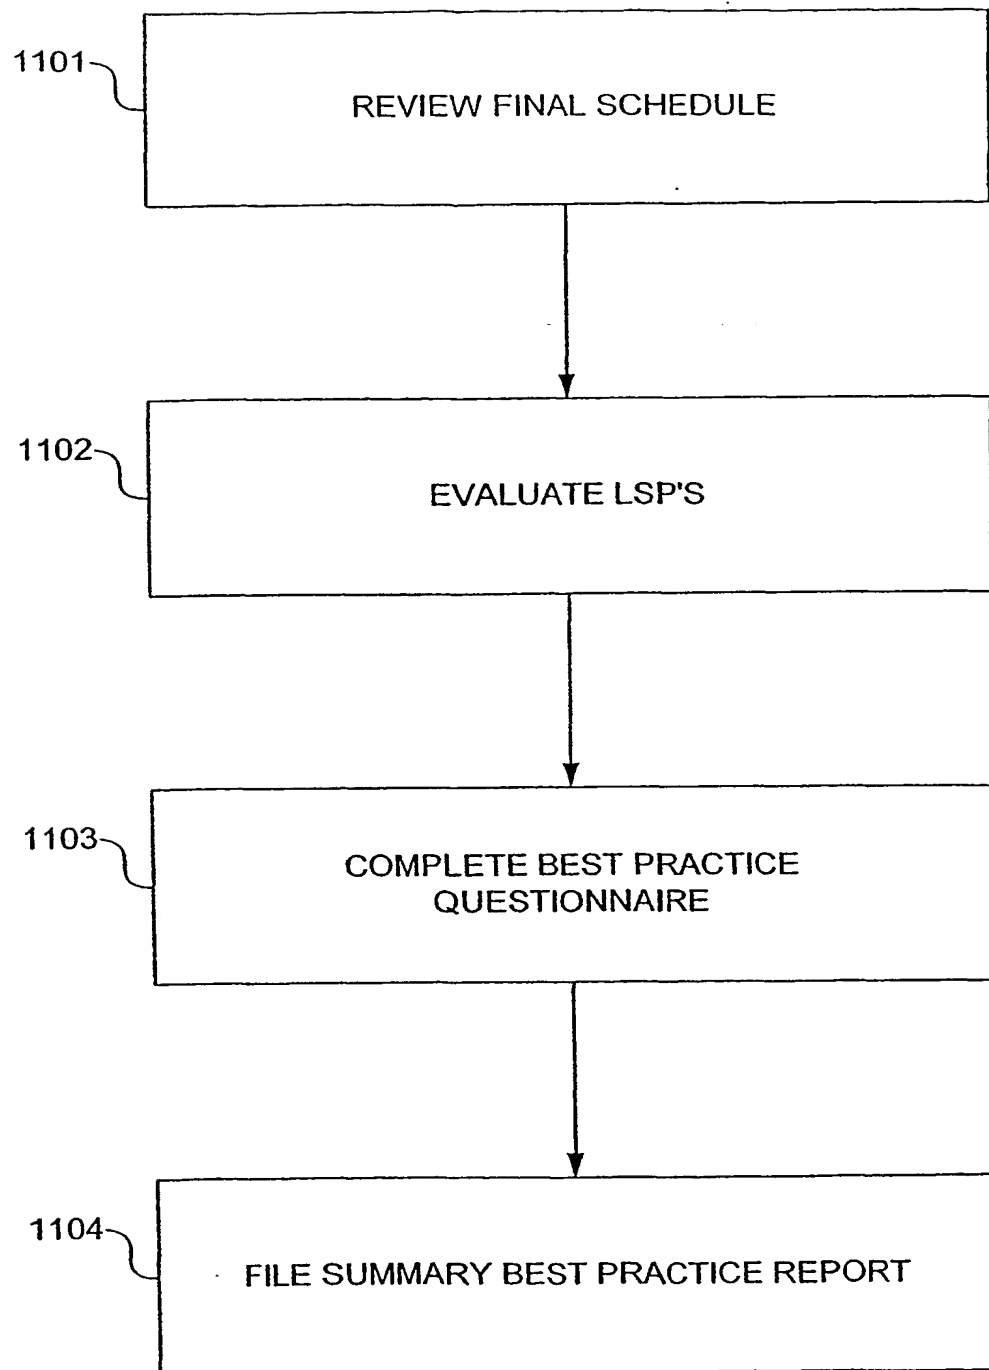 1101
REVIEW FINAL SCHEDULE
1102
EVALUATE LSP'S
1103
COMPLETE BEST PRACTICE
QUESTIONNAIRE
1104
FILE SUMMARY BEST PRACTICE REPORT